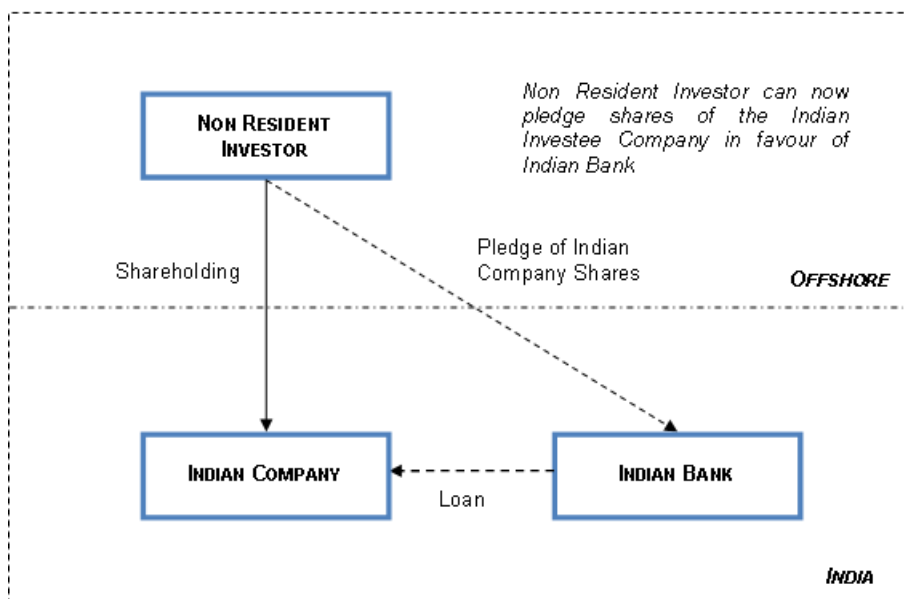 NON RESIDENT
INVESTOR
Non Resident Investor can now
pledge shares of the Indian
Investee Company in favour of
Indian Bank
Shareholding
Pledge of Indian
Company Shares
OFFSHORE
INDIAN COMPANY
INDIAN BANK
Loan
INDIA